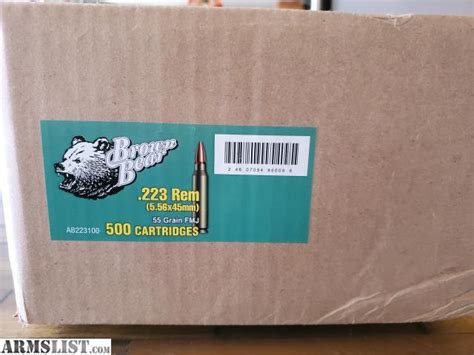 Brown
Bear
.223 Rem
(5.56x45mm)
55 Grain FMJ
AB223100 500 CARTRIDGES
ARMSLIST.com